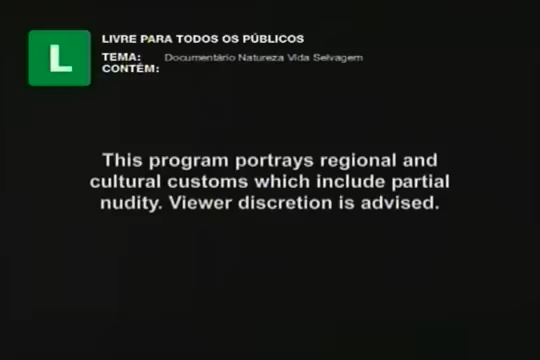 L
LIVRE PARA TODOS OS PÚBLICOS
TEMA: Documentário Natureza Vida Selvagem
CONTÊM:
This program portrays regional and
cultural customs which include partial
nudity. Viewer discretion is advised.